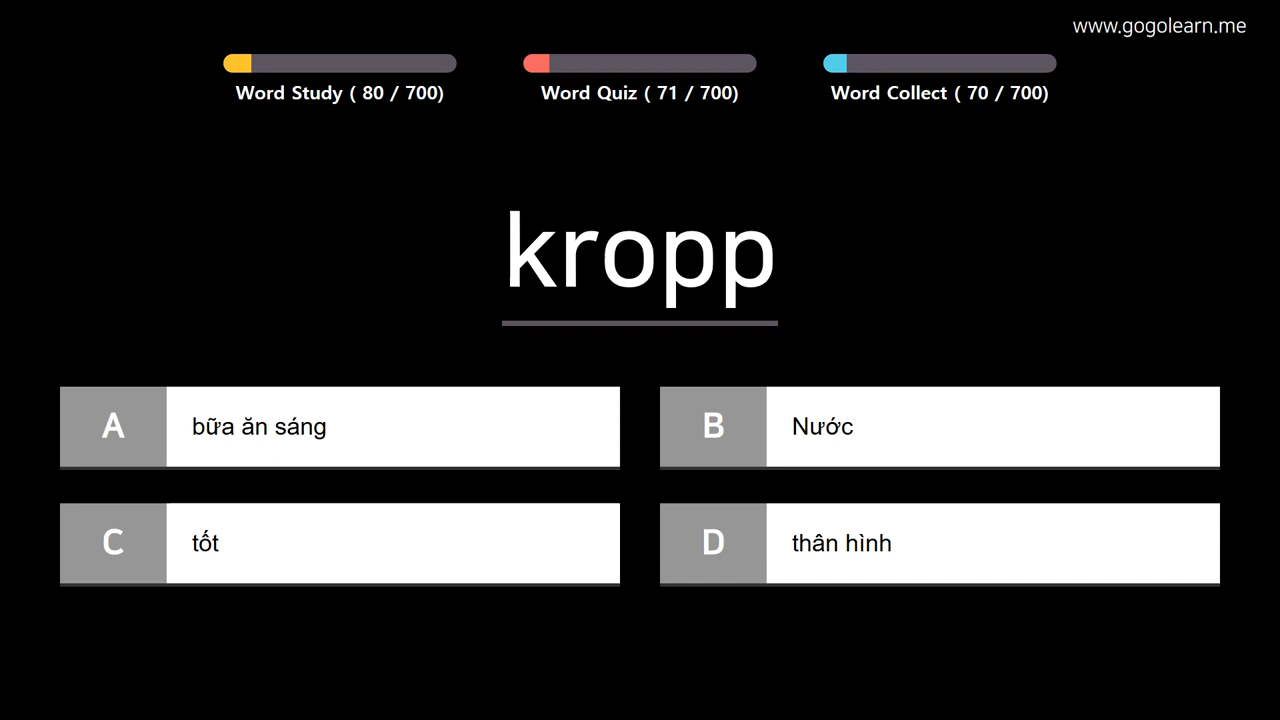 www.gogolearn.me
Word Study ( 80 / 700)
Word Quiz ( 71 / 700)
Word Collect ( 70 / 700)
kropp
A bữa ăn sáng
B Nước
C tốt
D thân hình